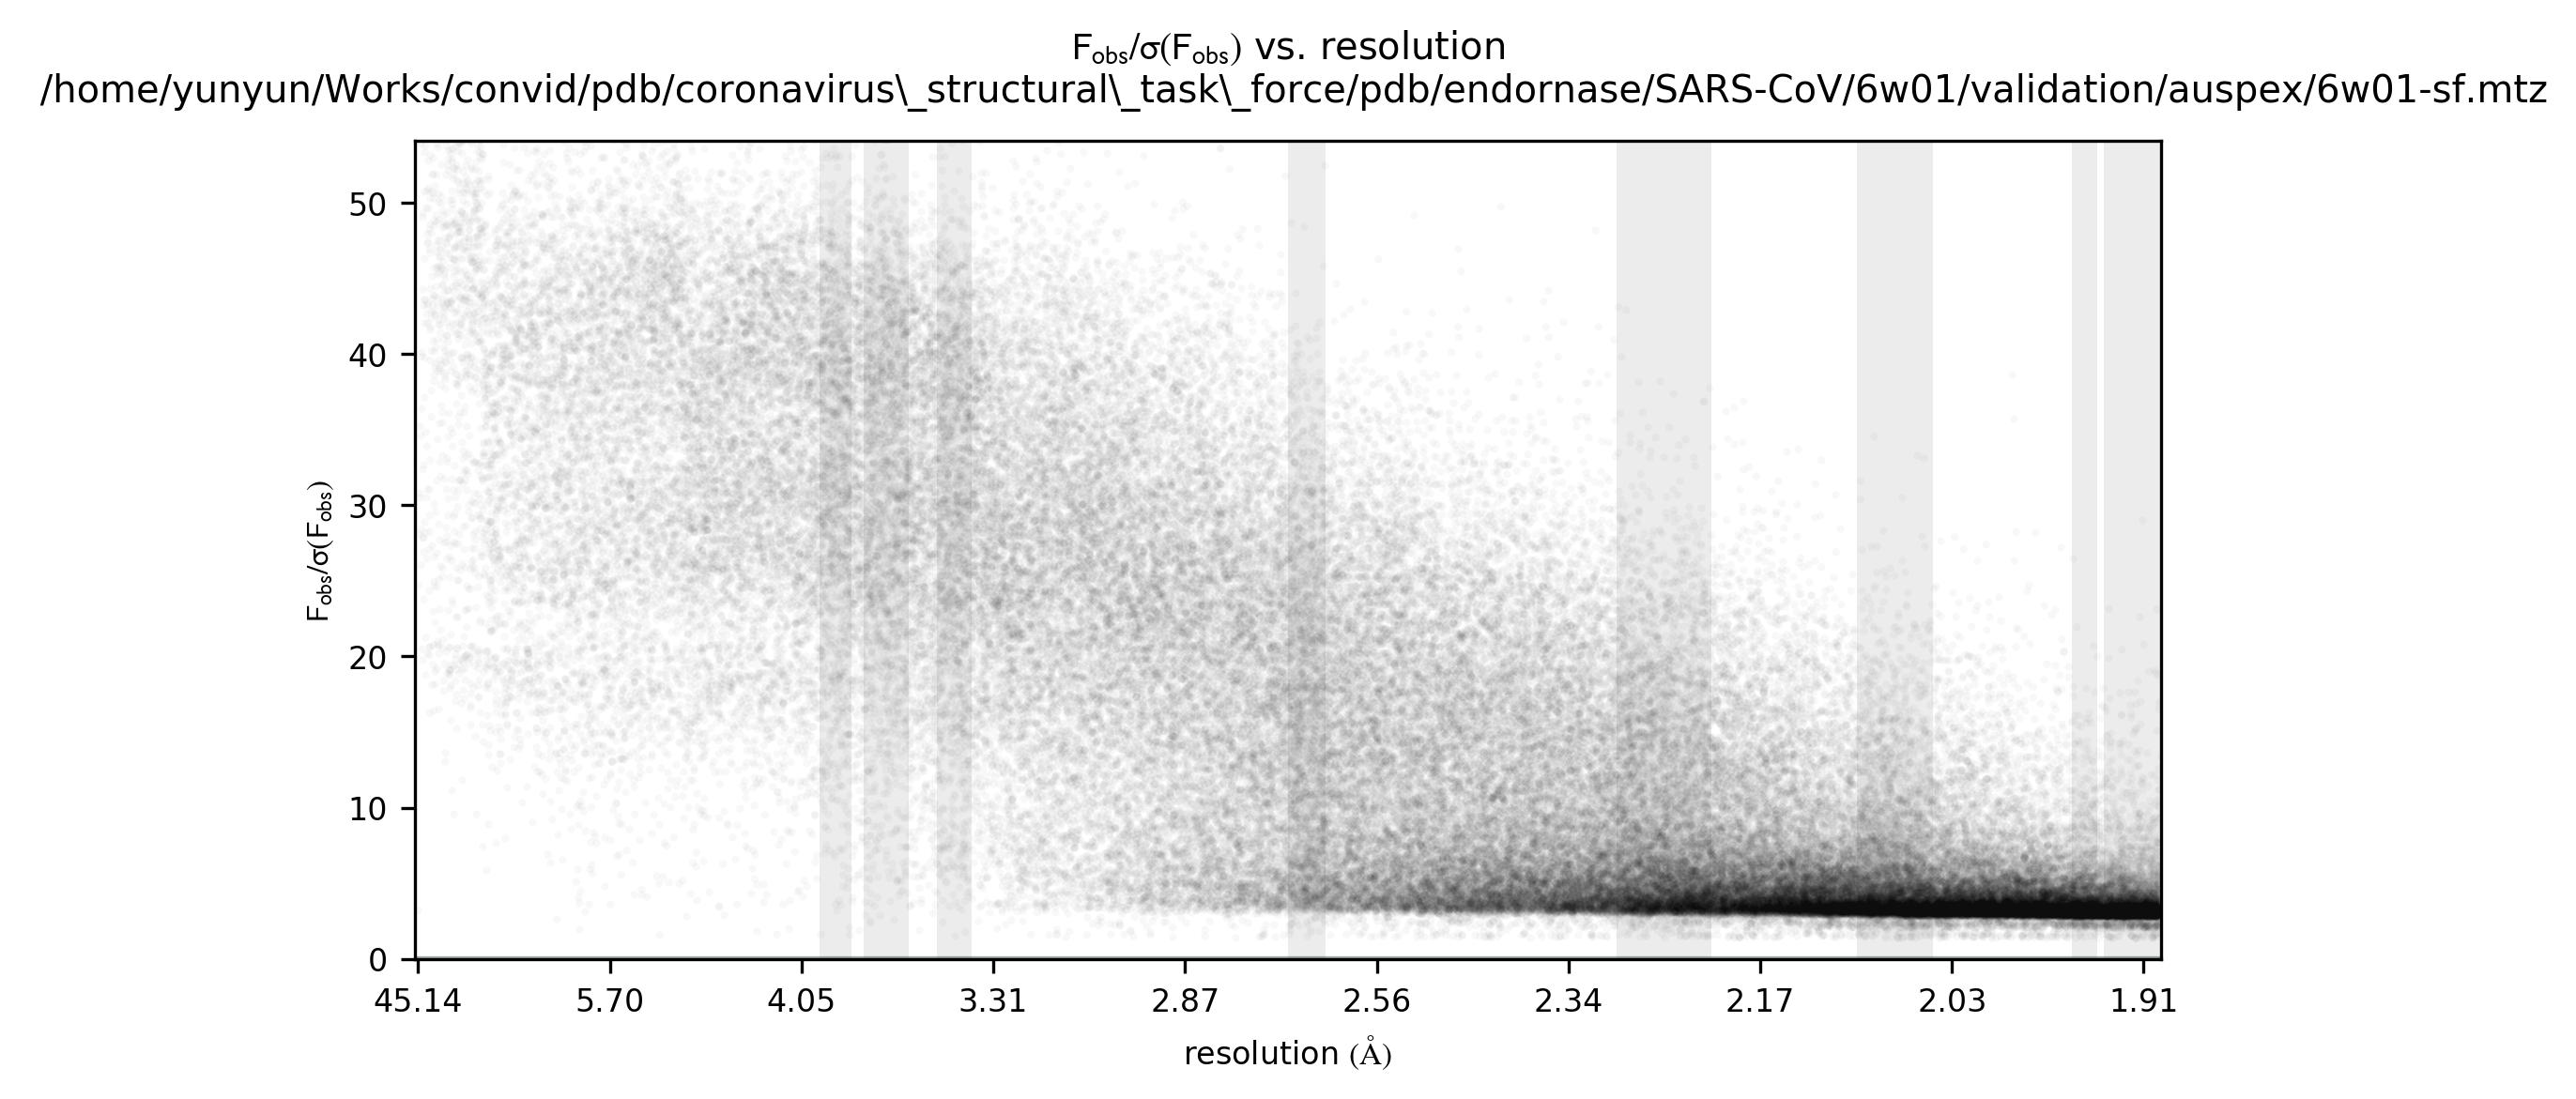 Fobs/σ(Fobs) vs. resolution
/home/yunyun/Works/convid/pdb/coronavirus\_structural\_task\_force/pdb/endornase/SARS-CoV/6w01/validation/auspex/6w01-sf.mtz
Fobs/σ(Fobs)
50
40
30
20
10
0
45.14 5.70 4.05 3.31 2.87 2.56 2.34 2.17 2.03 1.91
resolution (Å)